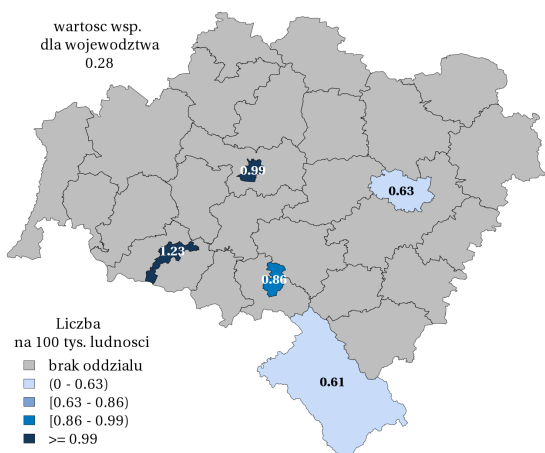 wartosc wsp.
dla wojewodztwa
0.28
0.99
0.63
1.23
0.86
0.61
Liczba
na 100 tys. ludnosci
brak oddzialu
(0 - 0.63)
[0.63 - 0.86)
[0.86 - 0.99)
>= 0.99